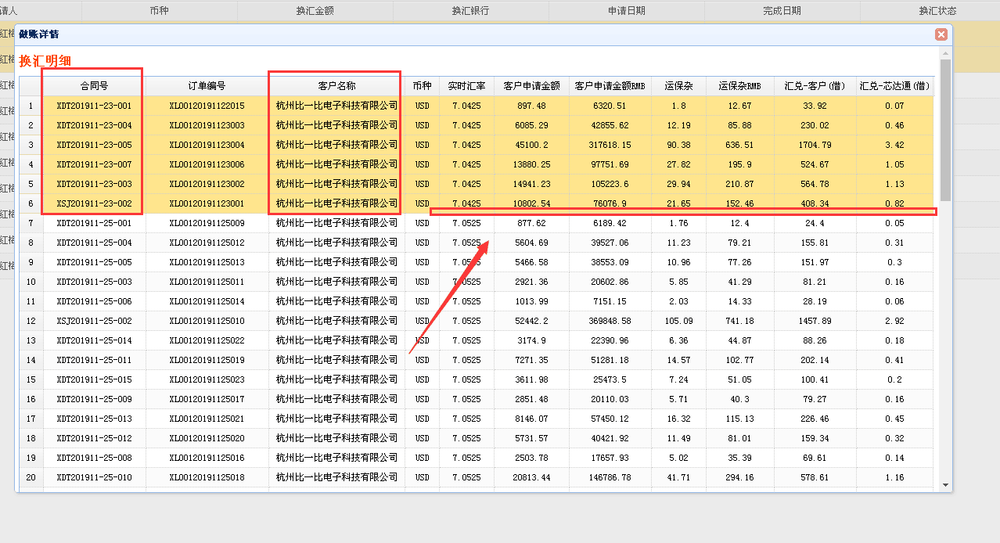 请人 币种 换汇金额 换汇银行 申请日期 完成日期 换汇状态
做账详情
换汇明细
合同号 订单编号 客户名称 币种 实时汇率 客户申请金额 客户申请金额RMB 运保杂 运保杂RMB 汇兑-客户(借) 汇兑-芯达通(借)
1 XDT201911-23-001 XL00120191122015 杭州比一比电子科技有限公司 USD 7.0425 897.48 6320.51 1.8 12.67 33.92 0.07
2 XDT201911-23-004 XL00120191123003 杭州比一比电子科技有限公司 USD 7.0425 6085.29 42855.62 12.19 85.88 230.02 0.46
3 XDT201911-23-005 XL00120191123004 杭州比一比电子科技有限公司 USD 7.0425 45100.2 317618.15 90.38 636.51 1704.79 3.42
4 XDT201911-23-007 XL00120191123006 杭州比一比电子科技有限公司 USD 7.0425 13880.25 97751.69 27.82 195.9 524.67 1.05
5 XDT201911-23-003 XL00120191123002 杭州比一比电子科技有限公司 USD 7.0425 14941.23 105223.6 29.94 210.87 564.78 1.13
6 XSJ201911-23-002 XL00120191123001 杭州比一比电子科技有限公司 USD 7.0425 10802.54 76076.9 21.65 152.46 408.34 0.82
7 XDT201911-25-001 XL00120191125009 杭州比一比电子科技有限公司 USD 7.0525 877.62 6189.42 1.76 12.4 24.4 0.05
8 XDT201911-25-004 XL00120191125012 杭州比一比电子科技有限公司 USD 7.0525 5604.69 39527.06 11.23 79.21 155.81 0.31
9 XDT201911-25-005 XL00120191125013 杭州比一比电子科技有限公司 USD 7.0525 5466.58 38553.09 10.96 77.26 151.97 0.3
10 XDT201911-25-003 XL00120191125011 杭州比一比电子科技有限公司 USD 7.0525 2921.36 20602.86 5.85 41.29 81.21 0.16
11 XDT201911-25-006 XL00120191125014 杭州比一比电子科技有限公司 USD 7.0525 1013.99 7151.15 2.03 14.33 28.19 0.06
12 XSJ201911-25-002 XL00120191125010 杭州比一比电子科技有限公司 USD 7.0525 52442.2 369848.58 105.09 741.18 1457.89 2.92
13 XDT201911-25-014 XL00120191125022 杭州比一比电子科技有限公司 USD 7.0525 3174.9 22390.96 6.36 44.87 88.26 0.18
14 XDT201911-25-011 XL00120191125019 杭州比一比电子科技有限公司 USD 7.0525 7271.35 51281.18 14.57 102.77 202.14 0.41
15 XDT201911-25-015 XL00120191125023 杭州比一比电子科技有限公司 USD 7.0525 3611.98 25473.5 7.24 51.05 100.41 0.2
16 XDT201911-25-009 XL00120191125017 杭州比一比电子科技有限公司 USD 7.0525 2851.48 20110.03 5.71 40.3 79.27 0.16
17 XDT201911-25-013 XL00120191125021 杭州比一比电子科技有限公司 USD 7.0525 8146.07 57450.12 16.32 115.13 226.46 0.45
18 XDT201911-25-012 XL00120191125020 杭州比一比电子科技有限公司 USD 7.0525 5731.57 40421.92 11.49 81.01 159.34 0.32
19 XDT201911-25-008 XL00120191125016 杭州比一比电子科技有限公司 USD 7.0525 2503.78 17657.93 5.02 35.39 69.61 0.14
20 XDT201911-25-010 XL00120191125018 杭州比一比电子科技有限公司 USD 7.0525 20813.44 146786.78 41.71 294.16 578.61 1.16